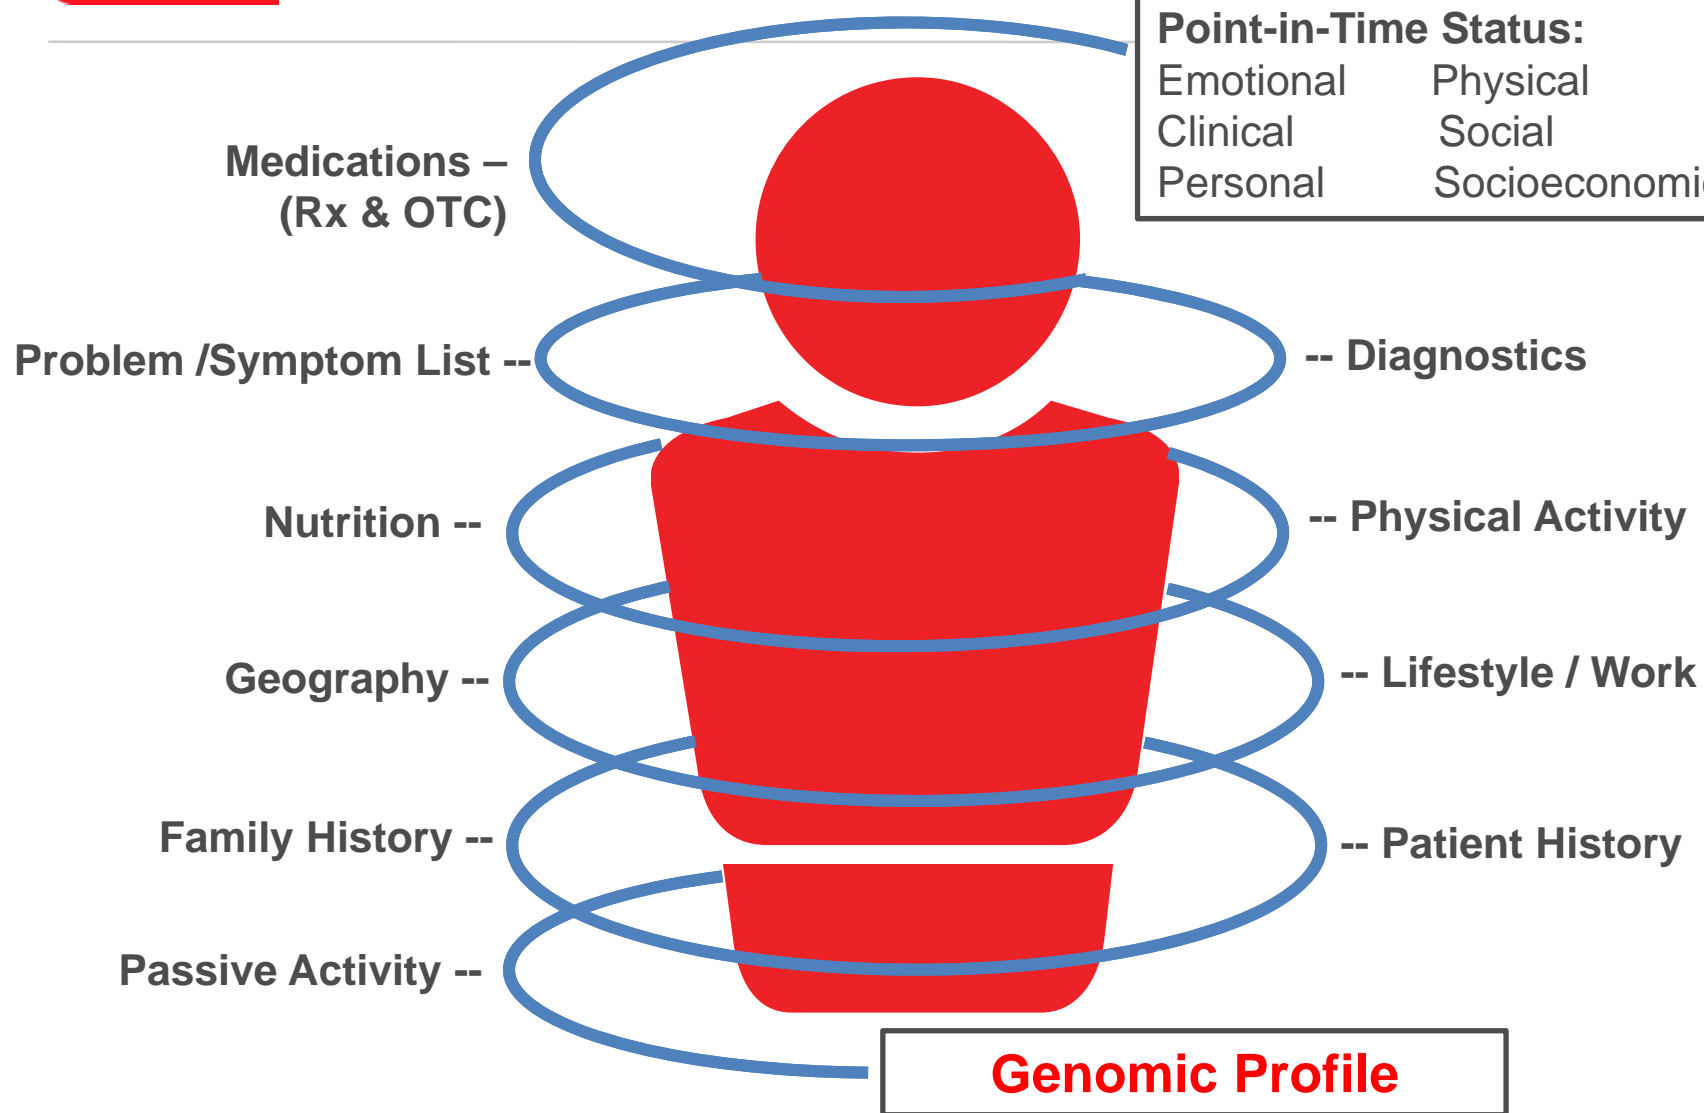 Point-in-Time Status:
Emotional Physical
Clinical Social
Personal
Medications –
(Rx & OTC)
Problem /Symptom List --
-- Diagnostics
Nutrition --
-- Physical Activity
Geography --
-- Lifestyle / Work
Family History --
-- Patient History
Passive Activity --
Genomic Profile